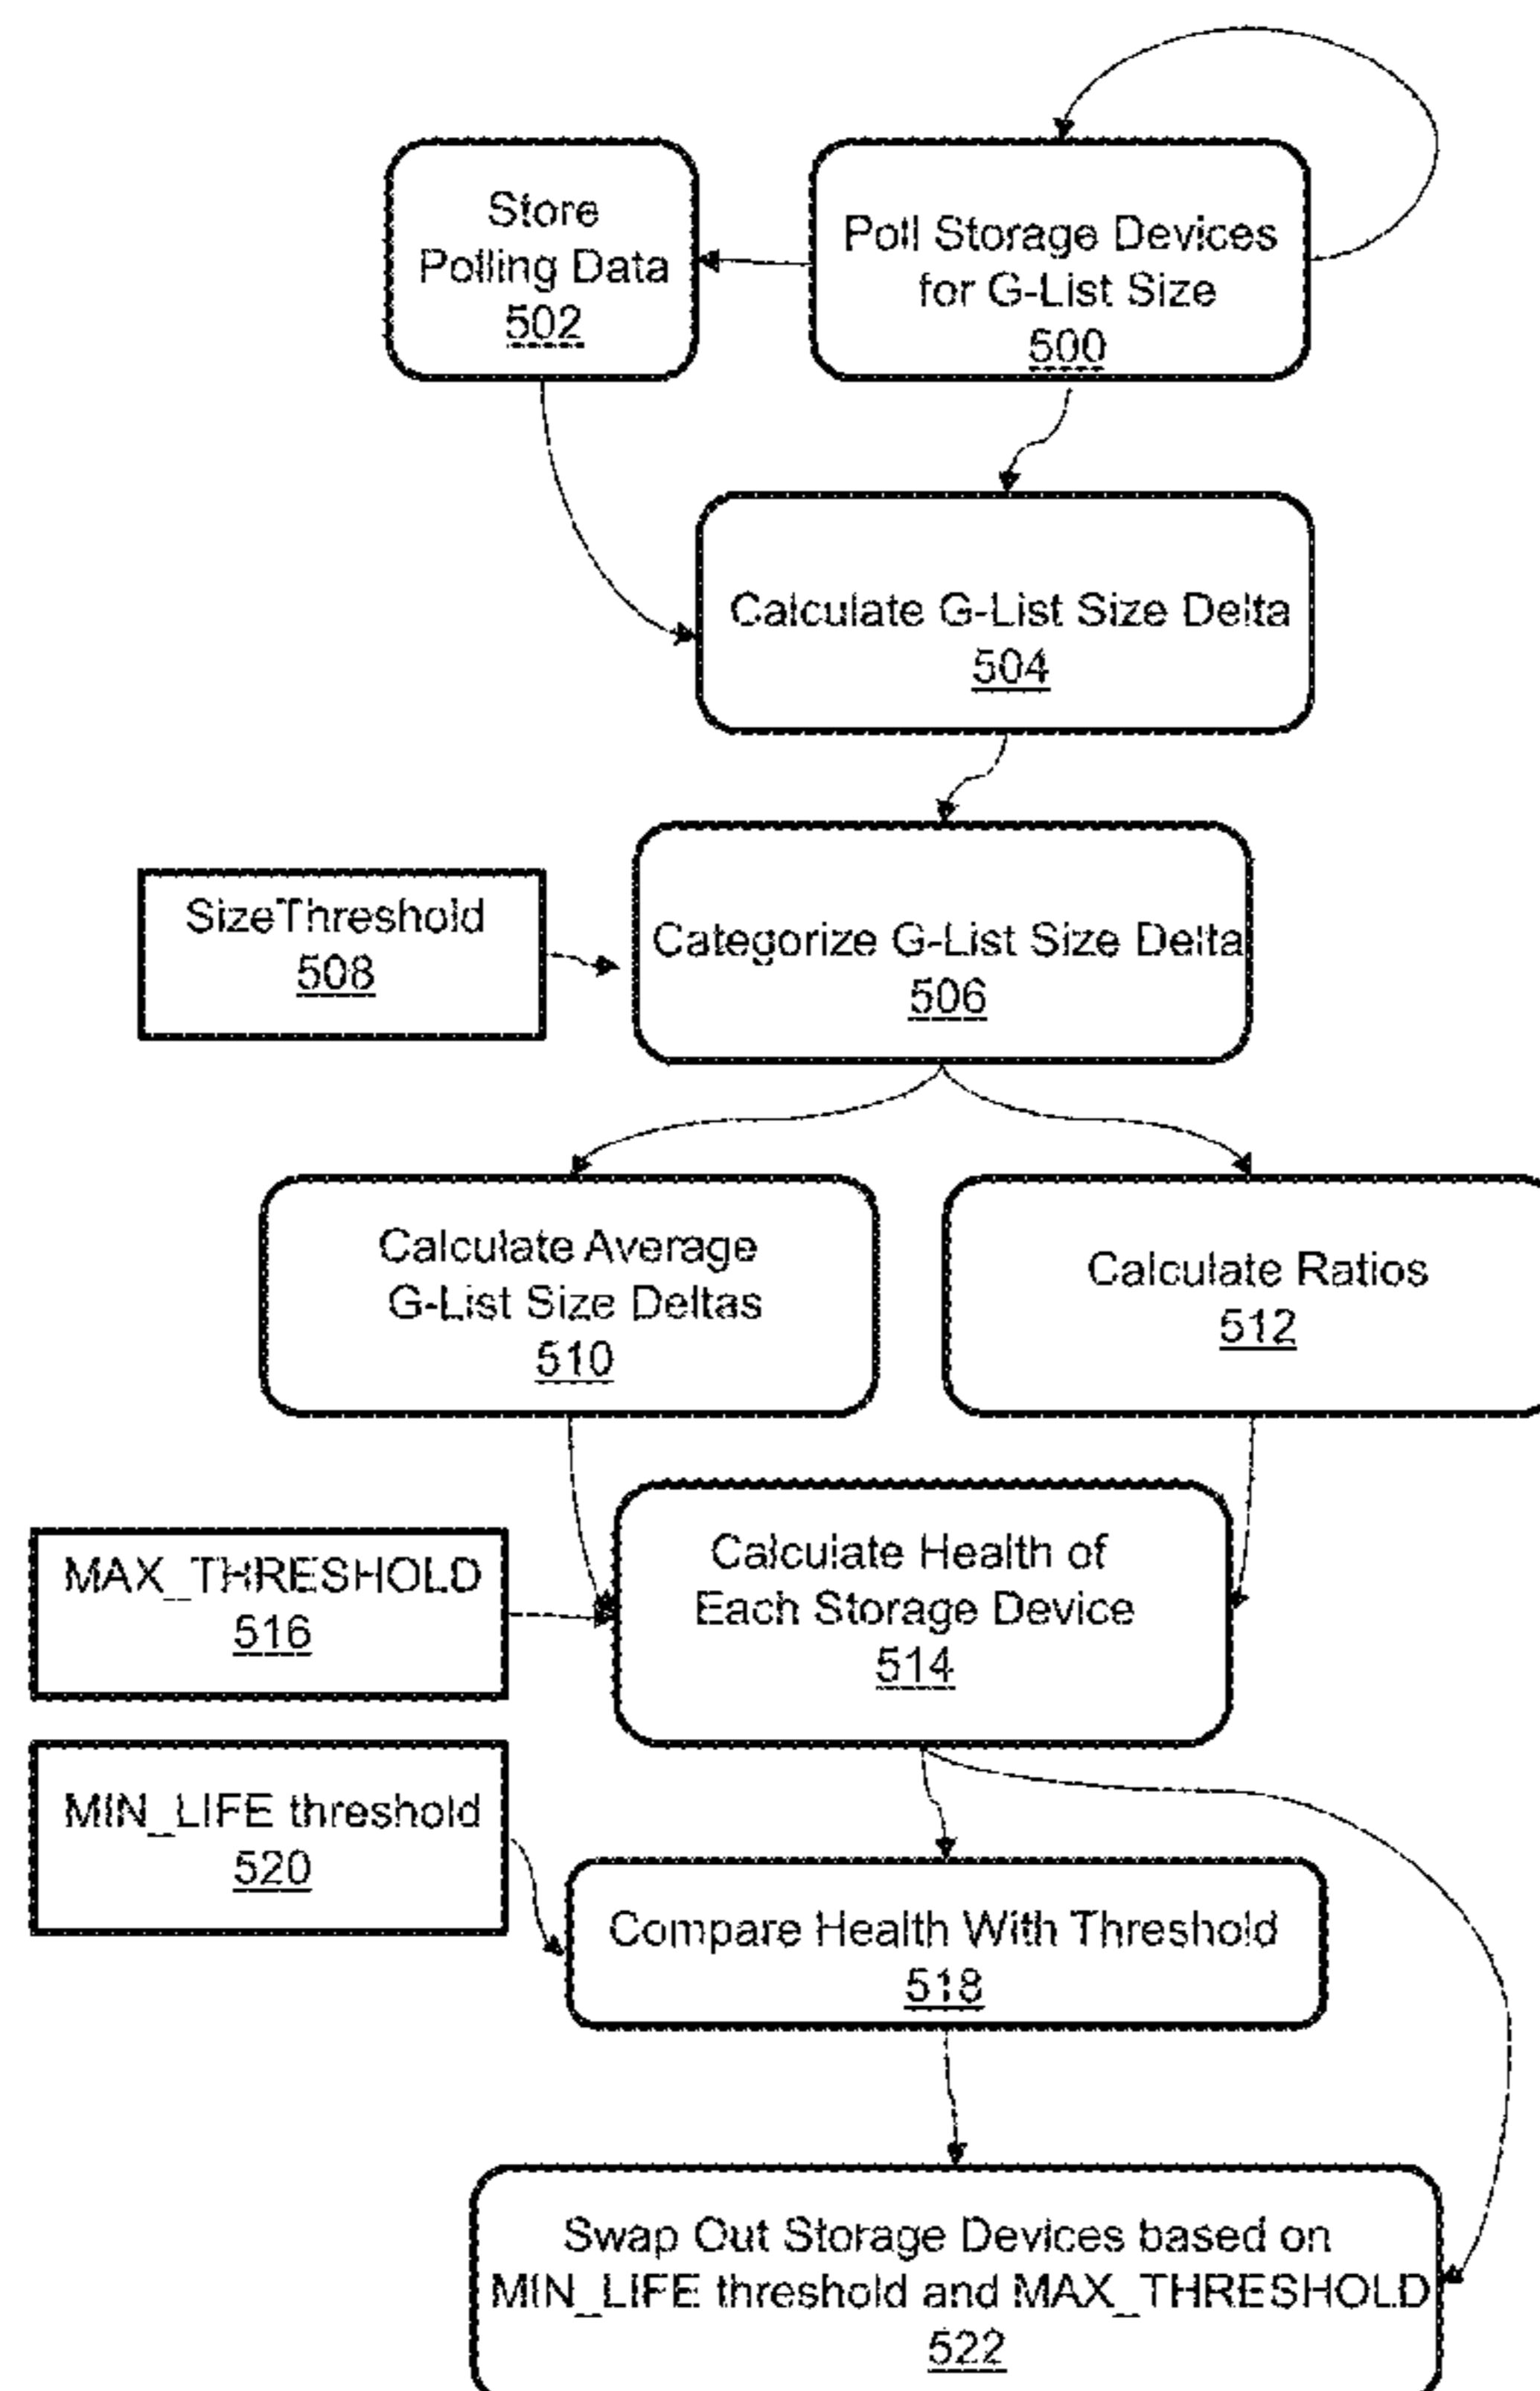 Store
Polling Data
502
Poll Storage Devices
for G-List Size
500
Calculate G-List Size Delta
504
SizeThreshold
508
Categorize G-List Size Delta
506
Calculate Average
G-List Size Deltas
510
Calculate Ratios
512
MAX_THRESHOLD
516
Calculate Health of
Each Storage Device
514
MIN_LIFE threshold
520
Compare Health With Threshold
518
Swap Out Storage Devices based on
MIN_LIFE threshold and MAX_THRESHOLD
522